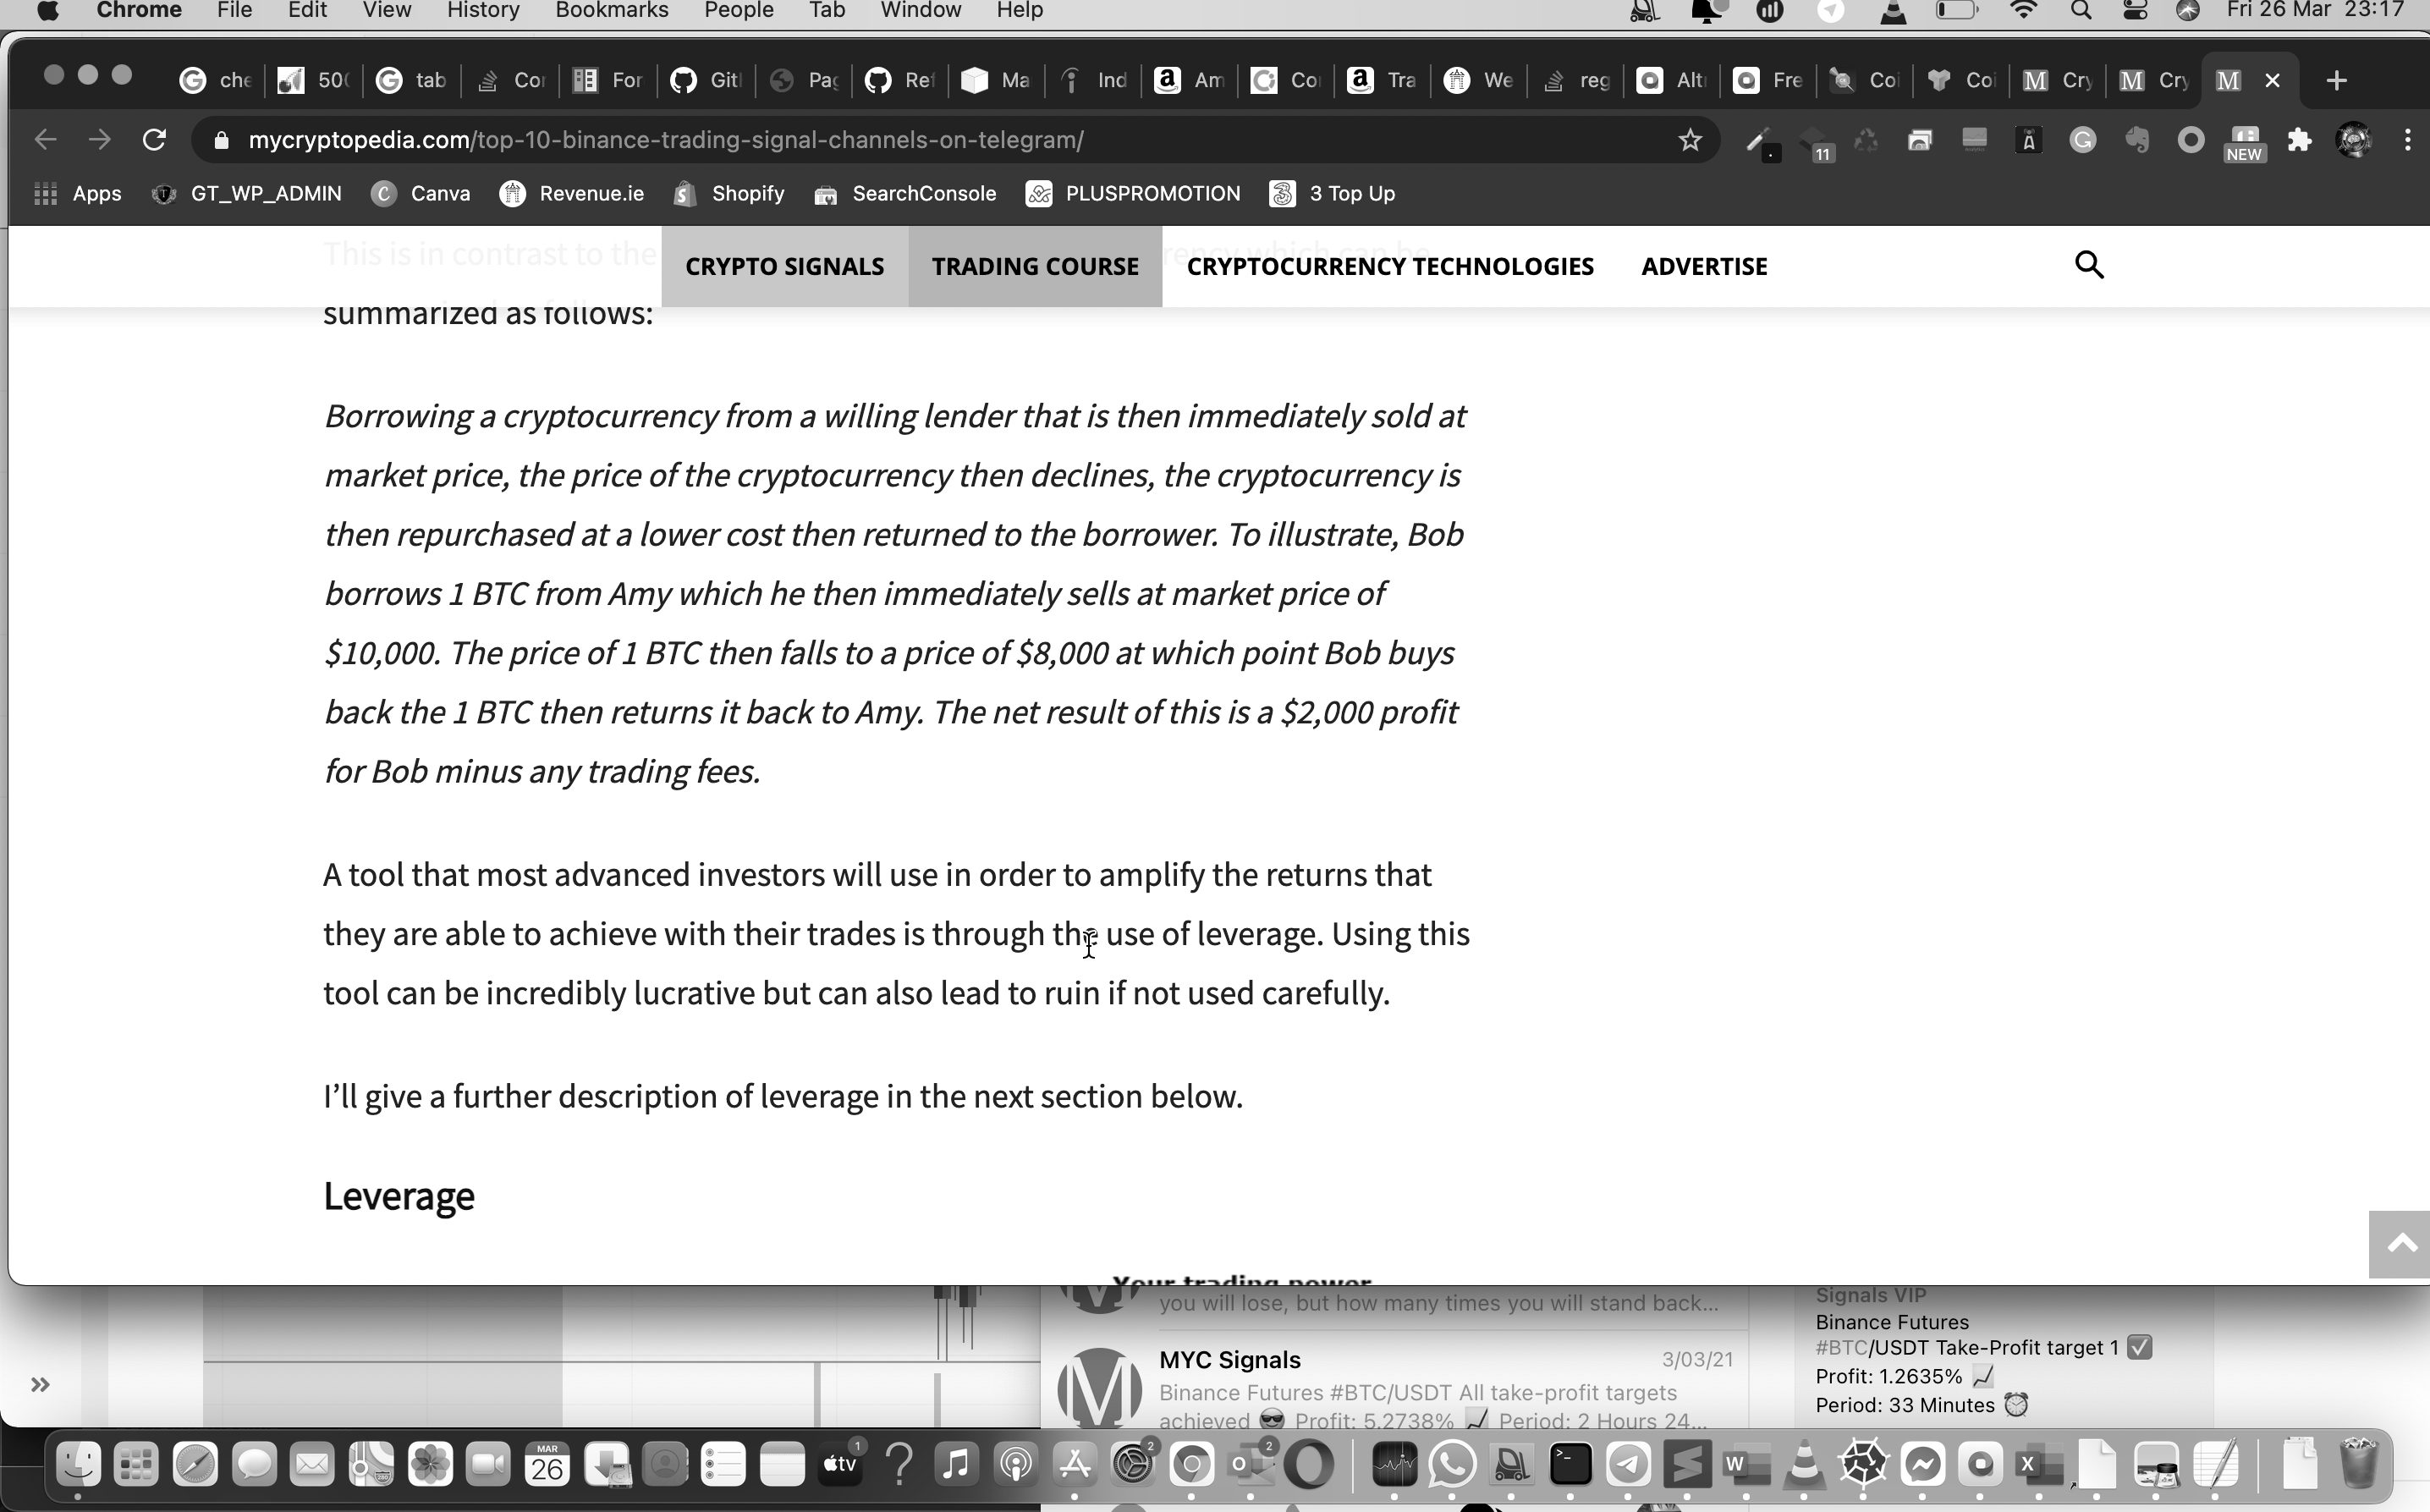 Chrome File Edit View History Bookmarks People Tab Window Help Fri 26 Mar 23:17
che 50( tab Cor For Gitl Pag Ref Ma Ind Am Co Tra We reg Alt Fre Coi Coi Cry Cry
mycryptopedia.com/top-10-binance-trading-signal-channels-on-telegram/
11 NEW
Apps GT_WP_ADMIN Canva Revenue.ie Shopify SearchConsole PLUSPROMOTION 3 Top Up
This is in contrast to the rency which can be
CRYPTO SIGNALS TRADING COURSE CRYPTOCURRENCY TECHNOLOGIES ADVERTISE
summarized as follows:
Borrowing a cryptocurrency from a willing lender that is then immediately sold at
market price, the price of the cryptocurrency then declines, the cryptocurrency is
then repurchased at a lower cost then returned to the borrower. To illustrate, Bob
borrows 1 BTC from Amy which he then immediately sells at market price of
$10,000. The price of 1 BTC then falls to a price of $8,000 at which point Bob buys
back the 1 BTC then returns it back to Amy. The net result of this is a $2,000 profit
for Bob minus any trading fees.
A tool that most advanced investors will use in order to amplify the returns that
they are able to achieve with their trades is through the use of leverage. Using this
tool can be incredibly lucrative but can also lead to ruin if not used carefully.
I'll give a further description of leverage in the next section below.
Leverage
Your trading power
you will lose, but how many times you will stand back...
MYC Signals 3/03/21
Binance Futures #BTC/USDT All take-profit targets
achieved 😎 Profit: 5.2738% 📈 Period: 2 Hours 24...
Signals VIP
Binance Futures
#BTC/USDT Take-Profit target 1 ✅
Profit: 1.2635% 📈
Period: 33 Minutes ⏰
MAR
26
tv 1 2 2